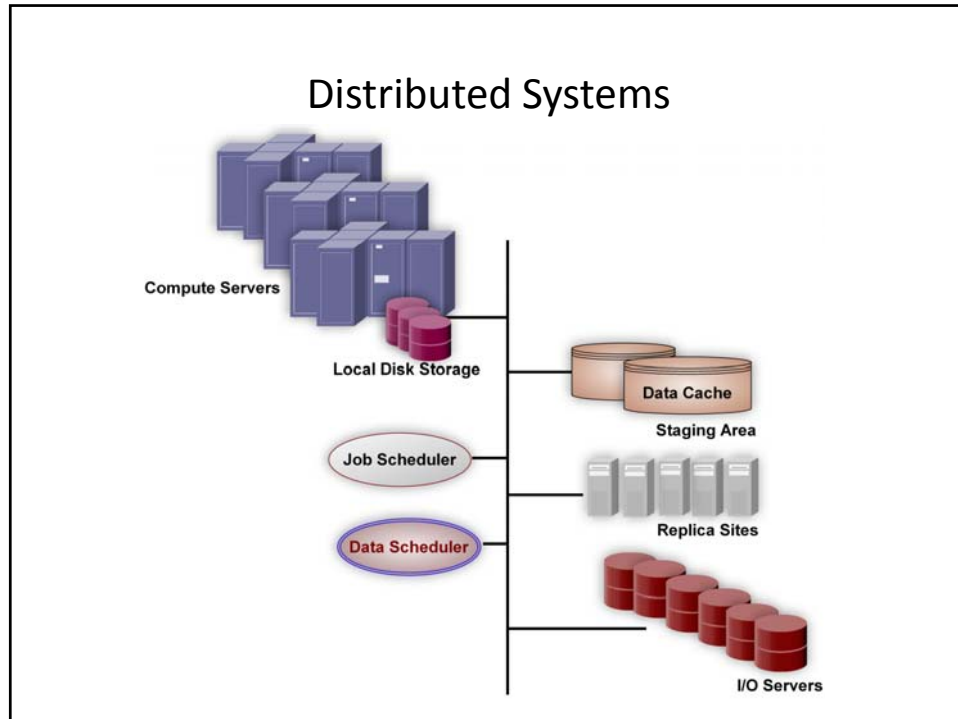 Distributed Systems
Compute Servers
Local Disk Storage
Data Cache
Staging Area
Job Scheduler
Replica Sites
Data Scheduler
I/O Servers